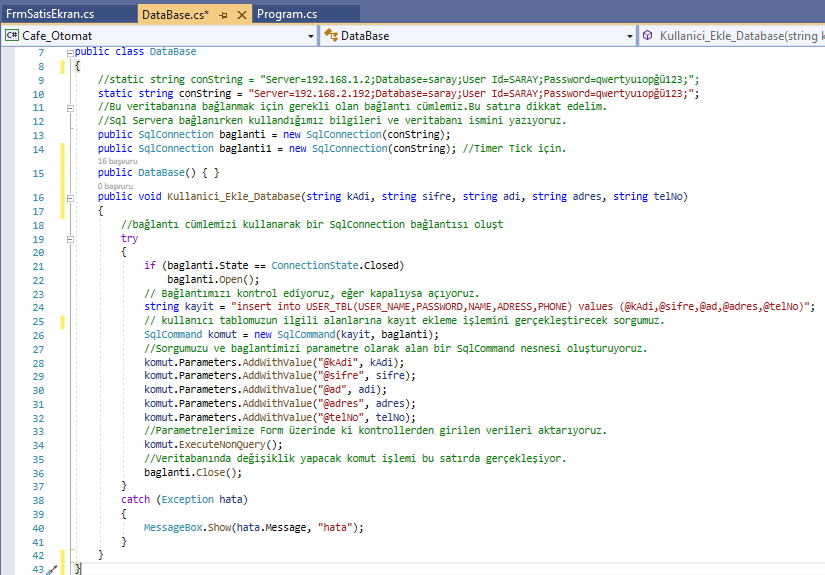 FrmSatisEkran.cs DataBase.cs* Program.cs
C# Cafe_Otomat DataBase Kullanici_Ekle_Database(string k
7 public class DataBase
8 {
9 //static string conString = "Server=192.168.1.2;Database=saray;User Id=SARAY;Password=qwertyuıopğü123;";
10 static string conString = "Server=192.168.2.192;Database=saray;User Id=SARAY;Password=qwertyuıopğü123;";
11 //Bu veritabanına bağlanmak için gerekli olan bağlantı cümlemiz.Bu satıra dikkat edelim.
12 //Sql Servera bağlanırken kullandığımız bilgileri ve veritabanı ismini yazıyoruz.
13 public SqlConnection baglanti = new SqlConnection(conString);
14 public SqlConnection baglanti1 = new SqlConnection(conString); //Timer Tick için.
16 başvuru
15 public DataBase() { }
0 başvuru
16 public void Kullanici_Ekle_Database(string kAdi, string sifre, string adi, string adres, string telNo)
17 {
18 //bağlantı cümlemizi kullanarak bir SqlConnection bağlantısı oluşt
19 try
20 {
21 if (baglanti.State == ConnectionState.Closed)
22 baglanti.Open();
23 // Bağlantımızı kontrol ediyoruz, eğer kapalıysa açıyoruz.
24 string kayit = "insert into USER_TBL(USER_NAME,PASSWORD,NAME,ADRESS,PHONE) values (@kAdi,@sifre,@ad,@adres,@telNo)";
25 // kullanıcı tablomuzun ilgili alanlarına kayıt ekleme işlemini gerçekleştirecek sorgumuz.
26 SqlCommand komut = new SqlCommand(kayit, baglanti);
27 //Sorgumuzu ve baglantimizi parametre olarak alan bir SqlCommand nesnesi oluşturuyoruz.
28 komut.Parameters.AddWithValue("@kAdi", kAdi);
29 komut.Parameters.AddWithValue("@sifre", sifre);
30 komut.Parameters.AddWithValue("@ad", adi);
31 komut.Parameters.AddWithValue("@adres", adres);
32 komut.Parameters.AddWithValue("@telNo", telNo);
33 //Parametrelerimize Form üzerinde ki kontrollerden girilen verileri aktarıyoruz.
34 komut.ExecuteNonQuery();
35 //Veritabanında değişiklik yapacak komut işlemi bu satırda gerçekleşiyor.
36 baglanti.Close();
37 }
38 catch (Exception hata)
39 {
40 MessageBox.Show(hata.Message, "hata");
41 }
42 }
43 }